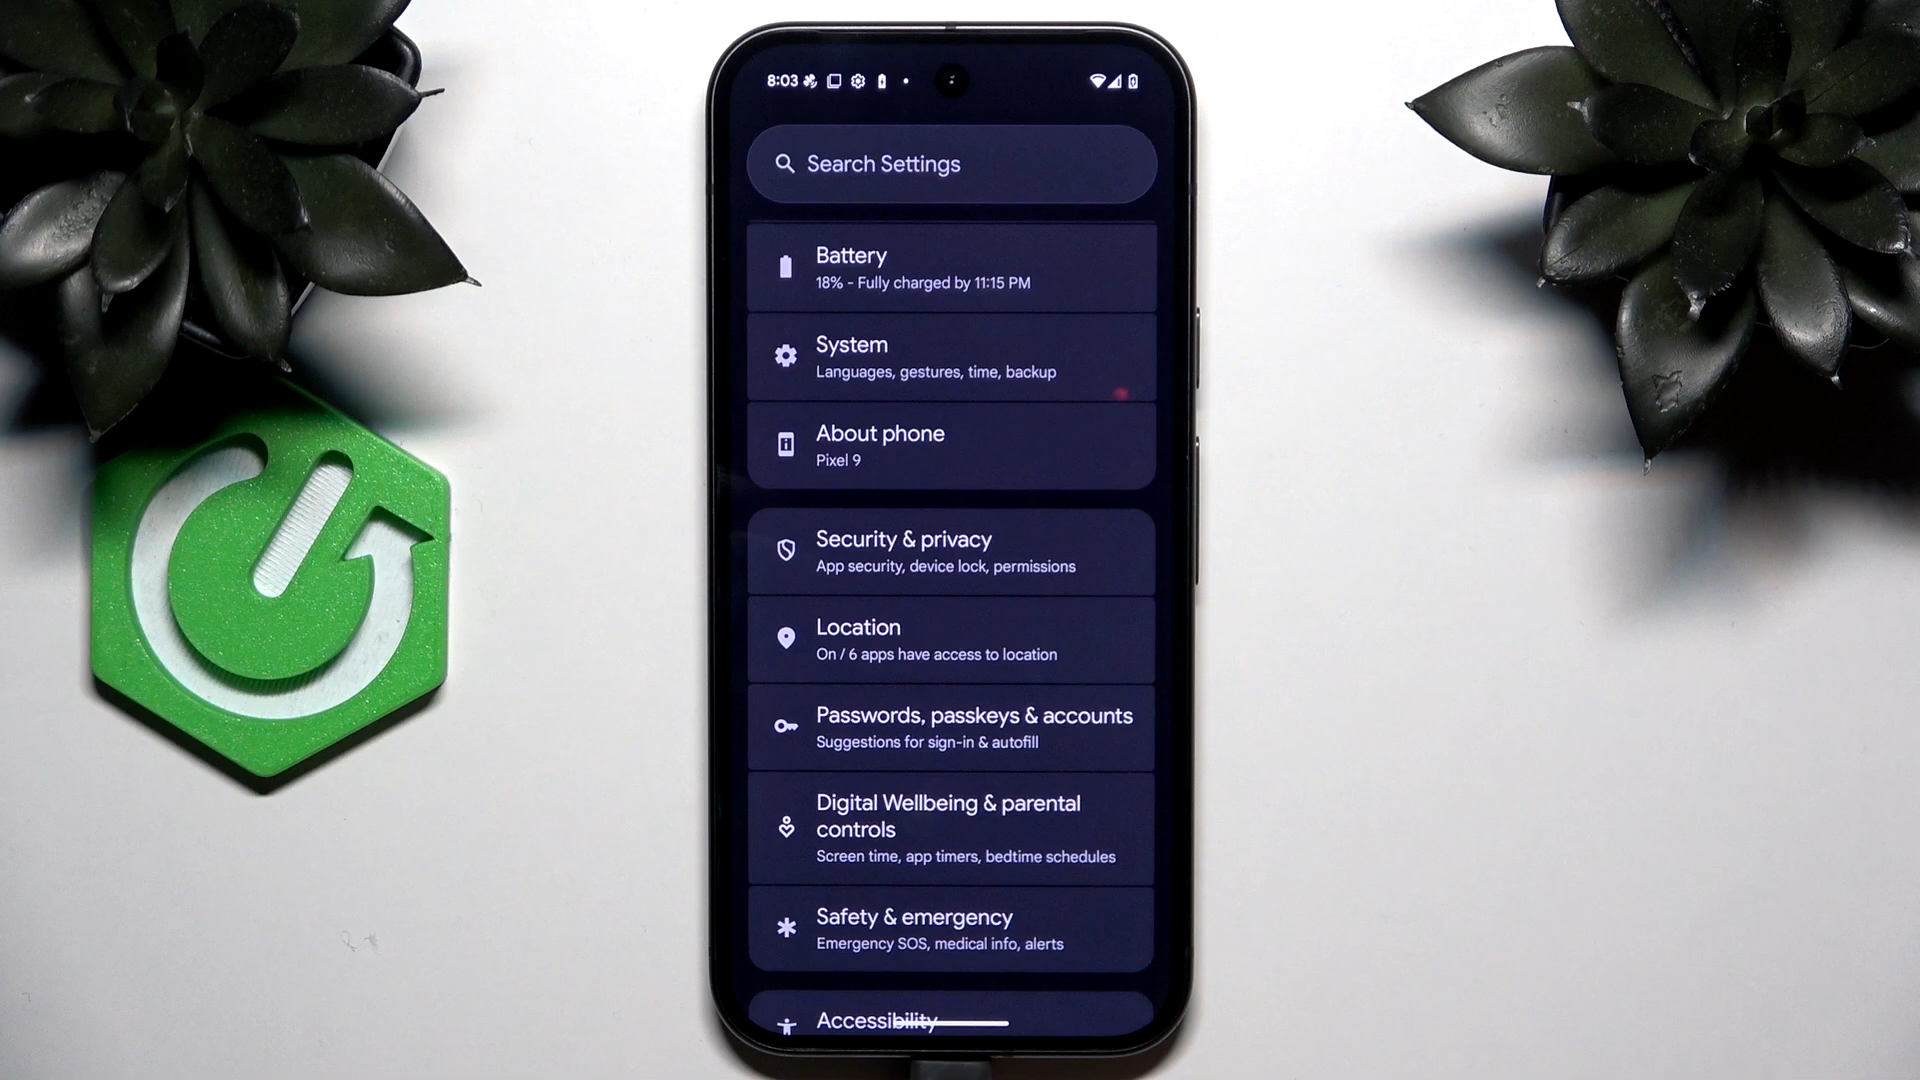 8:03
Search Settings
Battery
18% - Fully charged by 11:15 PM
System
Languages, gestures, time, backup
About phone
Pixel 9
Security & privacy
App security, device lock, permissions
Location
On / 6 apps have access to location
Passwords, passkeys & accounts
Suggestions for sign-in & autofill
Digital Wellbeing & parental
controls
Screen time, app timers, bedtime schedules
Safety & emergency
Emergency SOS, medical info, alerts
Accessibility